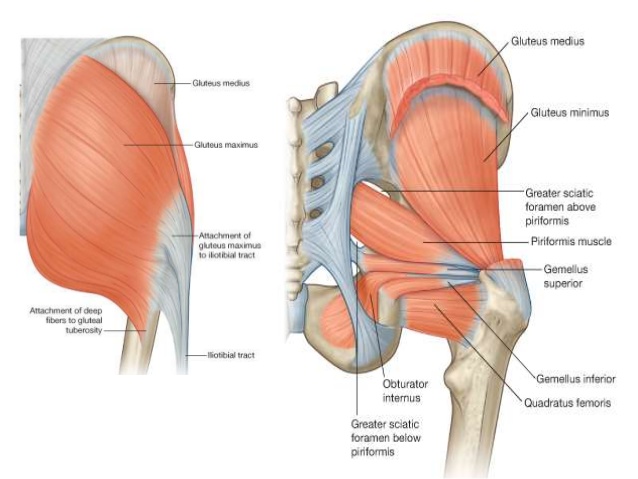 Gluteus medius
Gluteus maximus
Attachment of
gluteus maximus
to iliotibial tract
Attachment of deep
fibers to gluteal
tuberosity
Iliotibial tract
Gluteus medius
Gluteus minimus
Greater sciatic
foramen above
piriformis
Piriformis muscle
Gemellus
superior
Gemellus inferior
Quadratus femoris
Obturator
internus
Greater sciatic
foramen below
piriformis